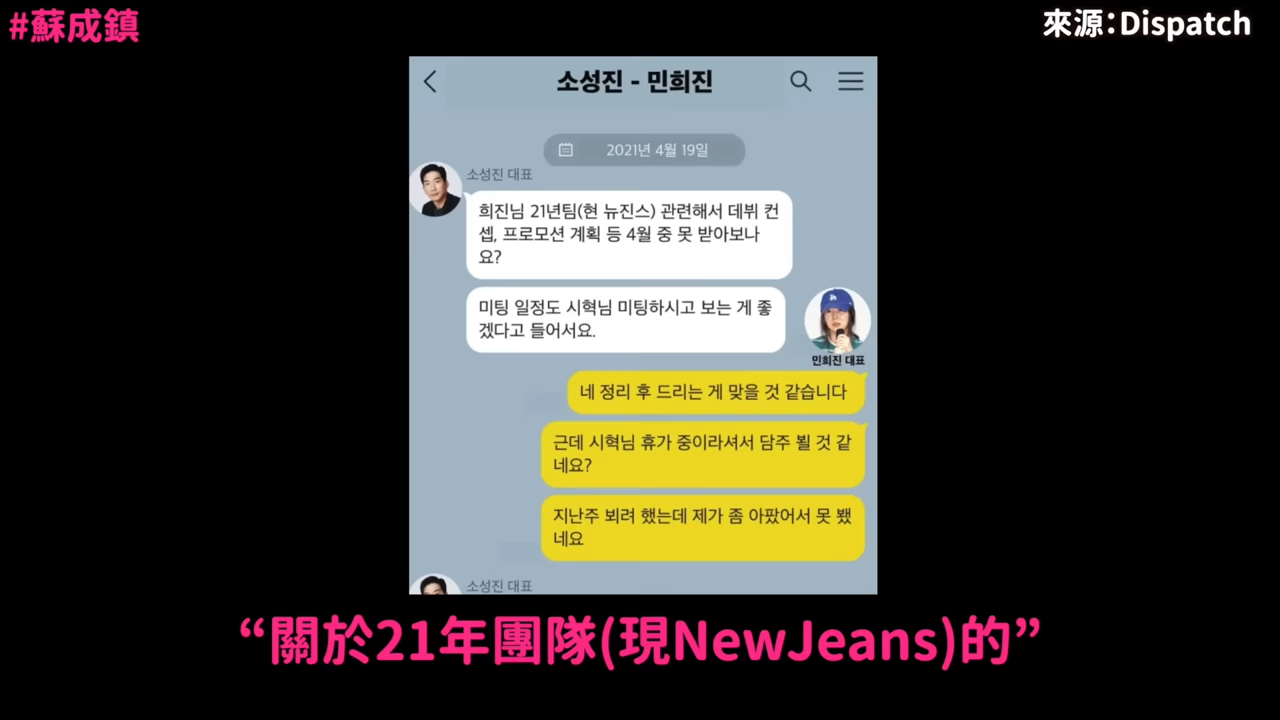 #蘇成鎮
來源:Dispatch
소성진 - 민희진
2021년 4월 19일
소성진 대표
희진님 21년팀(현 뉴진스) 관련해서 데뷔 컨
셉, 프로모션 계획 등 4월 중 못 받아보나
요?
미팅 일정도 시혁님 미팅하시고 보는 게 좋
겠다고 들어서요.
민희진 대표
네 정리 후 드리는 게 맞을 것 같습니다
근데 시혁님 휴가 중이라셔서 담주 뵐 것 같
네요?
지난주 뵈려 했는데 제가 좀 아팠어서 못 뵀
네요
소성진 대표
“關於21年團隊(現NewJeans)的”